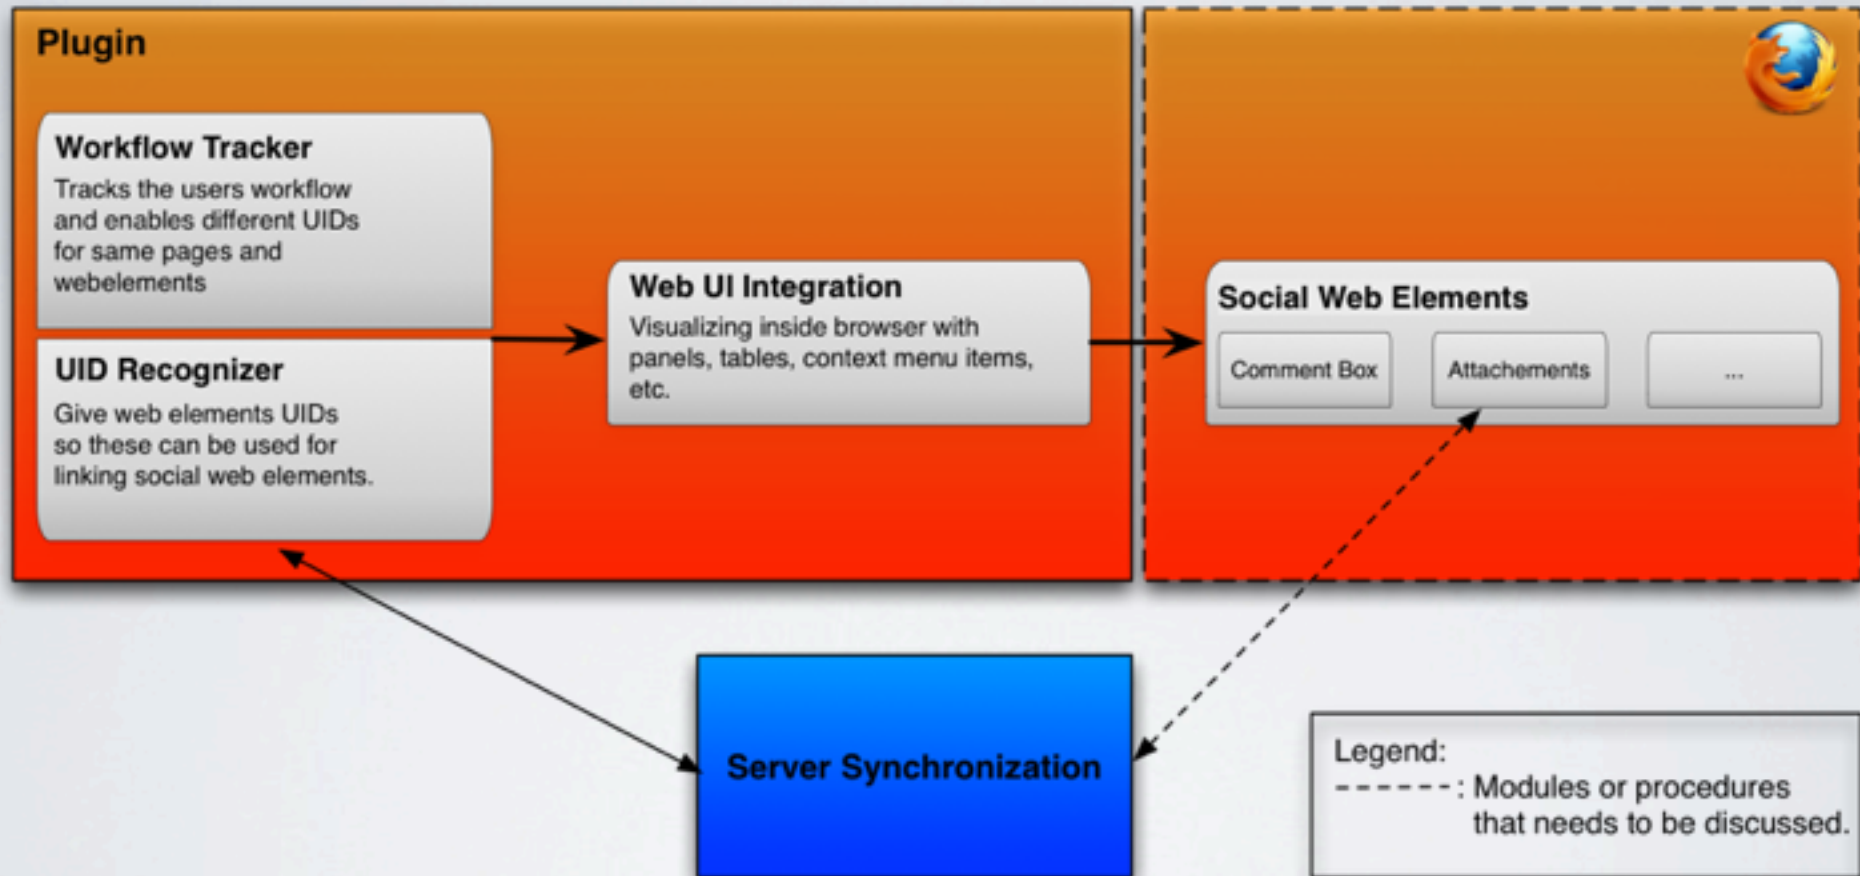 Plugin
Workflow Tracker
Tracks the users workflow
and enables different UIDs
for same pages and
webelements
UID Recognizer
Give web elements UIDs
so these can be used for
linking social web elements.
Web UI Integration
Visualizing inside browser with
panels, tables, context menu items,
etc.
Social Web Elements
Comment Box
Attachements
...
Server Synchronization
Legend:
------: Modules or procedures
that needs to be discussed.